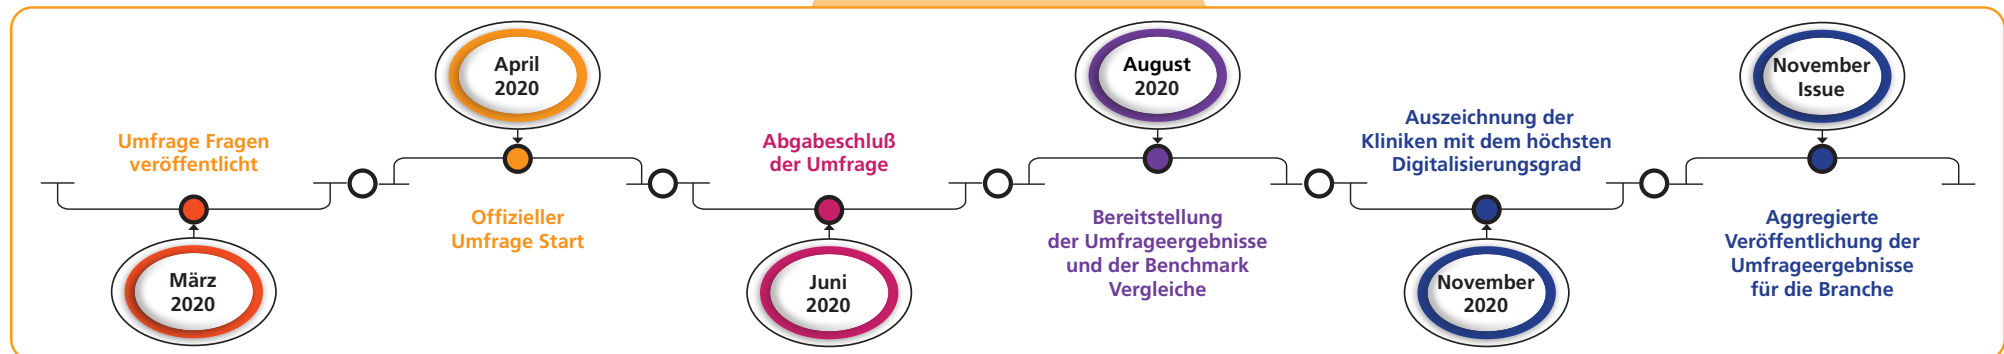 Umfrage Fragen
veröffentlicht
März
2020
April
2020
Offizieller
Umfrage Start
Abgabeschluß
der Umfrage
Juni
2020
August
2020
Bereitstellung
der Umfrageergebnisse
und der Benchmark
Vergleiche
Auszeichnung der
Kliniken mit dem höchsten
Digitalisierungsgrad
November
2020
November
Issue
Aggregierte
Veröffentlichung der
Umfrageergebnisse
für die Branche